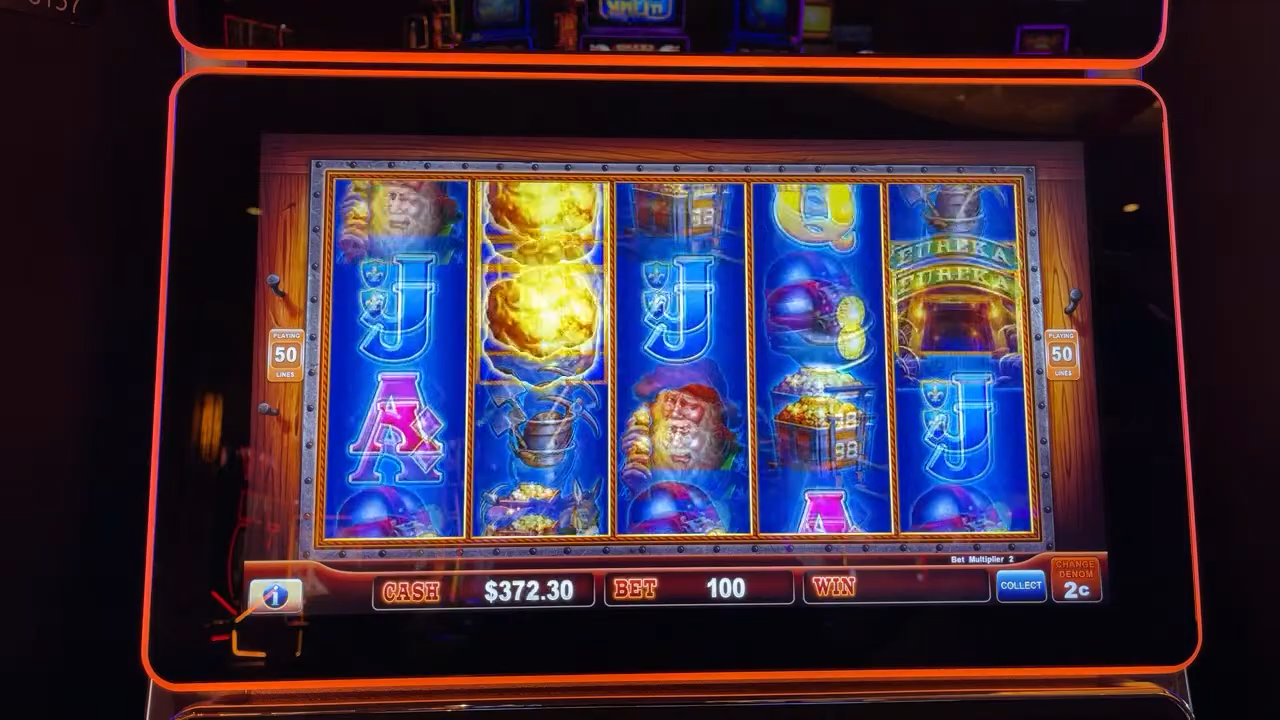 Q
EUREKA
EUREKA
J
J
A
J
A
PLAYING
50
LINES
PLAYING
50
LINES
Bet Multiplier 2
CASH $372.30 BET 100 WIN
COLLECT
CHANGE
DENOM
2c
i